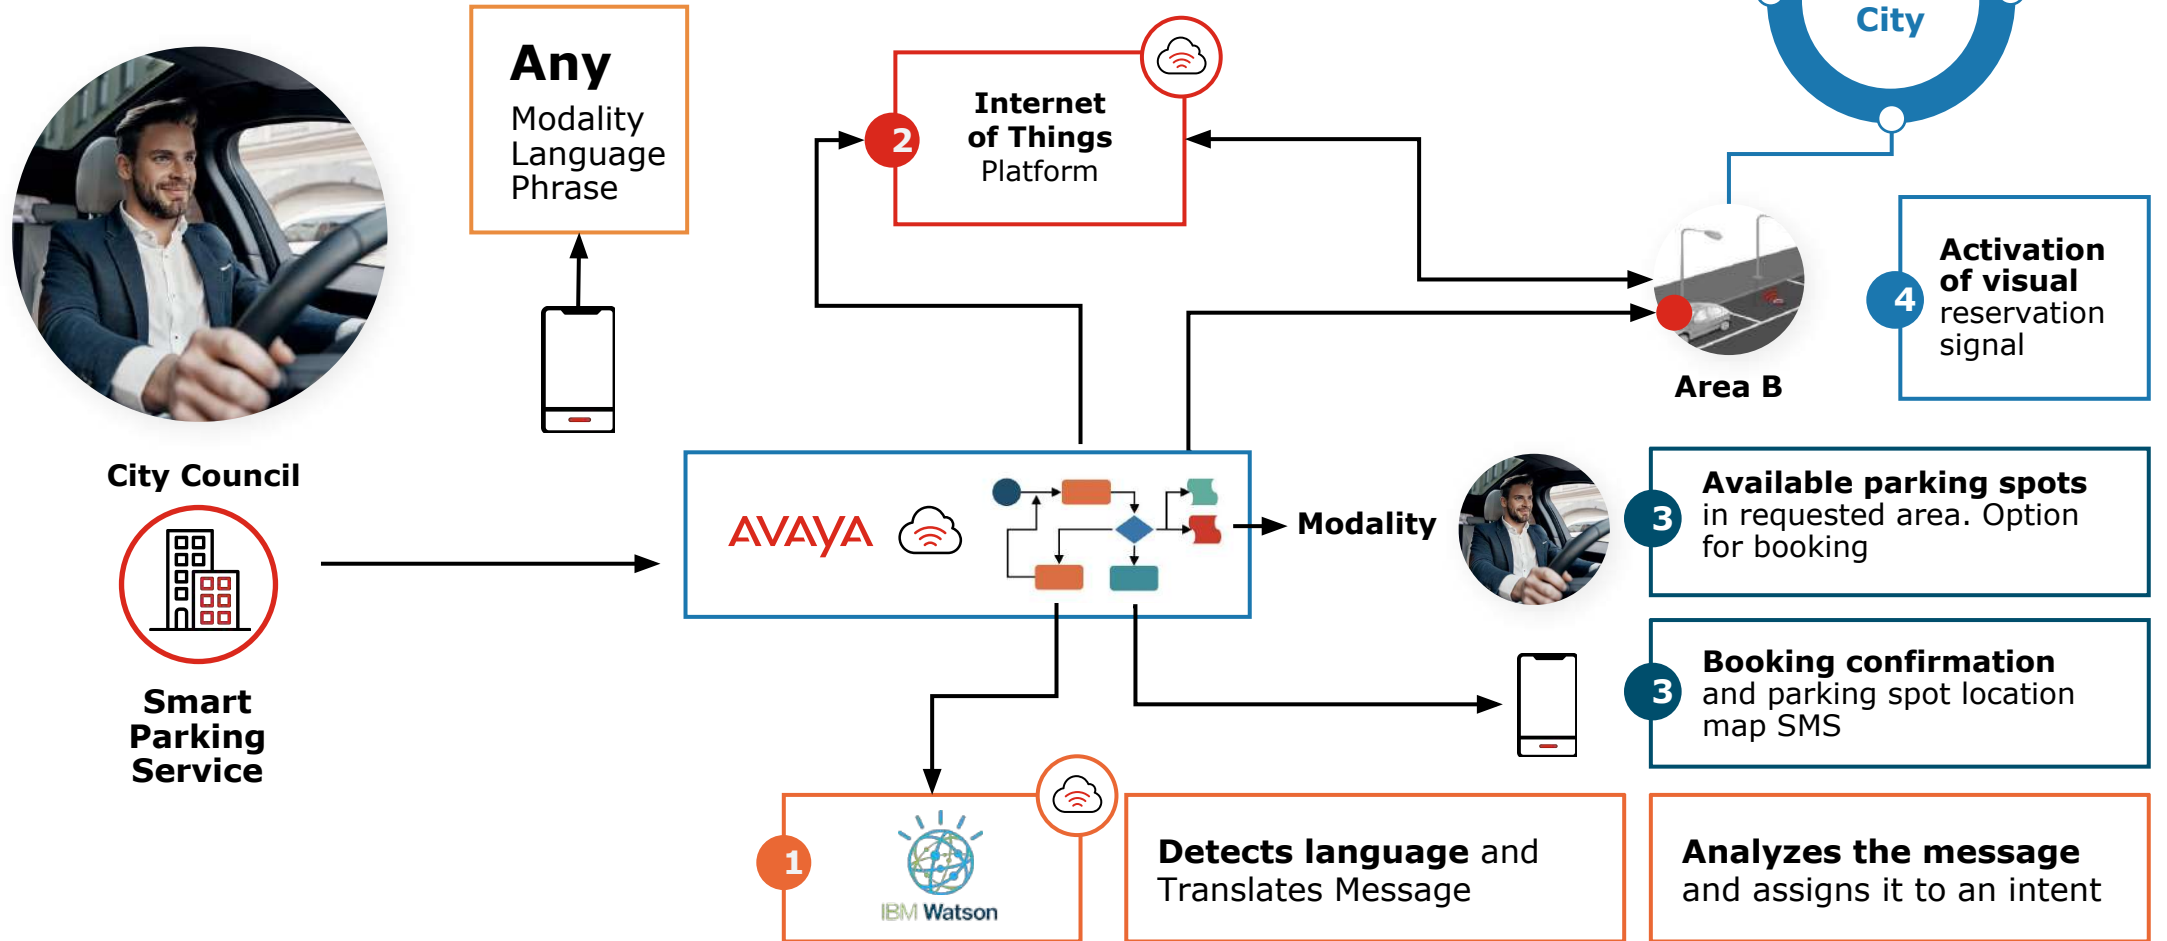 City
Any
Modality
Language
Phrase
2
Internet
of Things
Platform
4
Activation
of visual
reservation
signal
Area B
City Council
Smart
Parking
Service
AVAYA
Modality
3
Available parking spots
in requested area. Option
for booking
3
Booking confirmation
and parking spot location
map SMS
1
IBM Watson
Detects language and
Translates Message
Analyzes the message
and assigns it to an intent